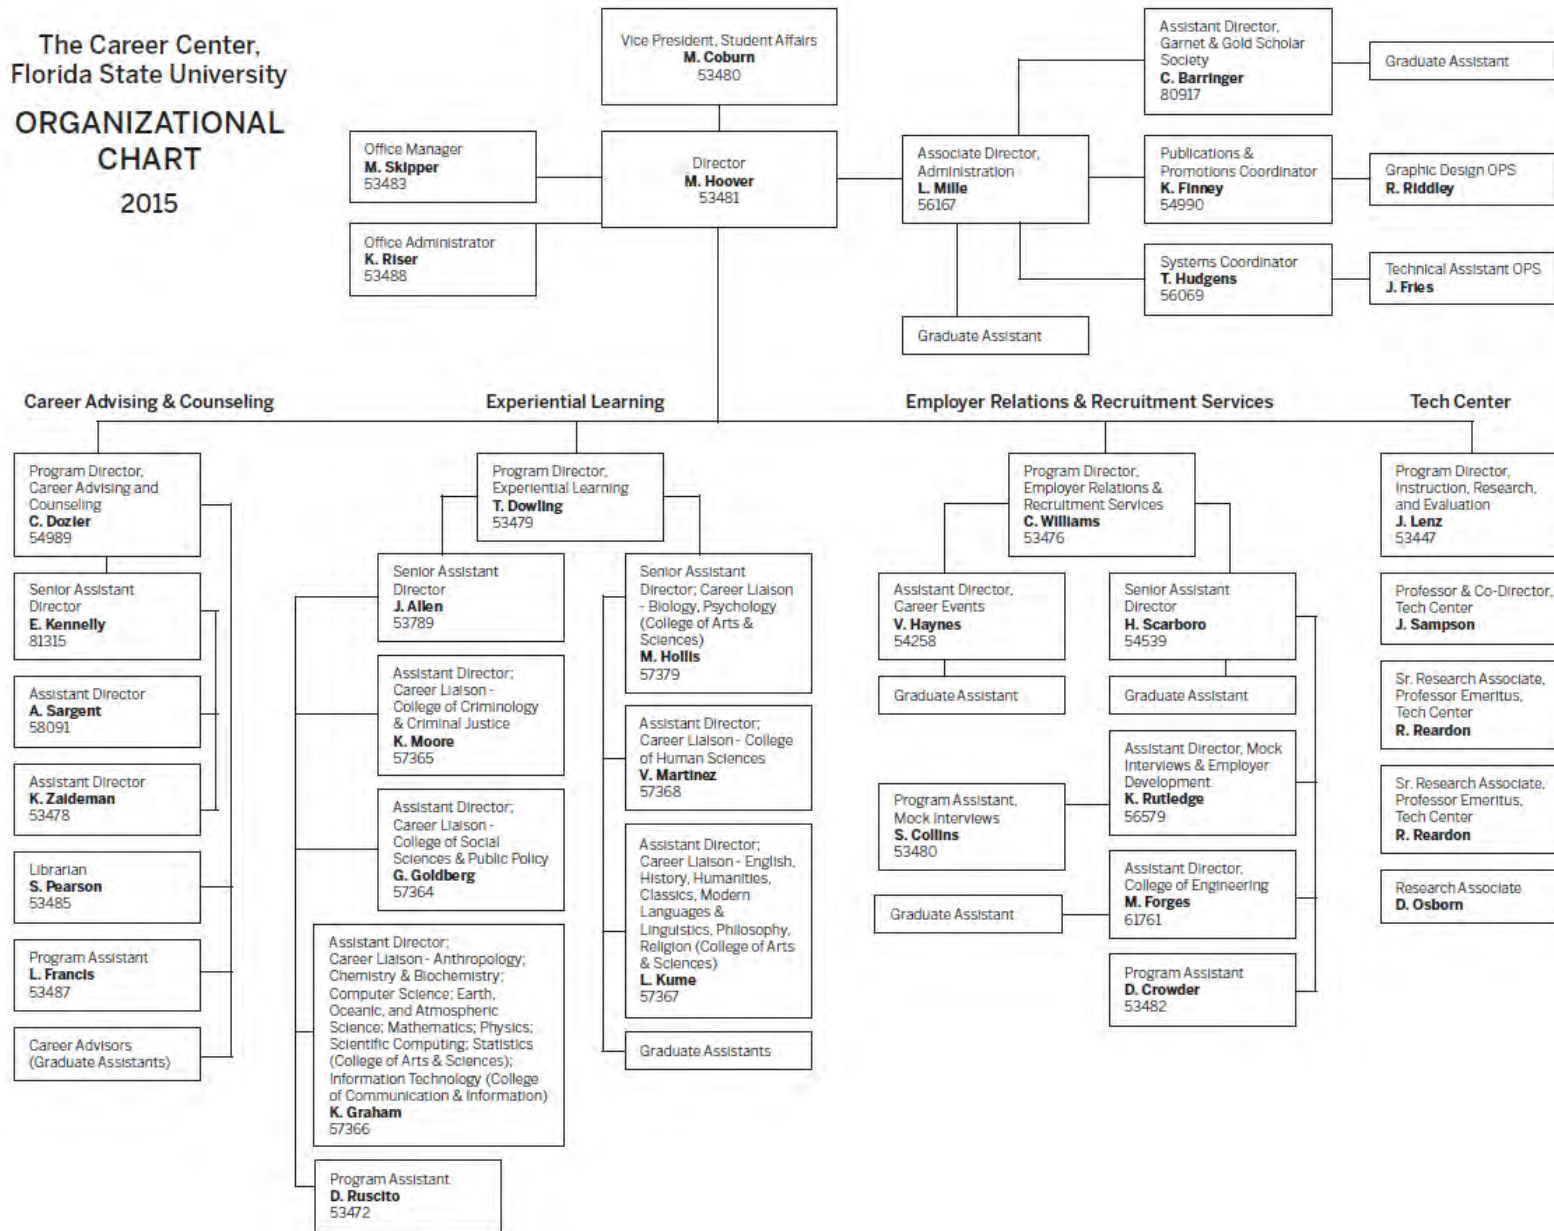 The Career Center,
Florida State University
ORGANIZATIONAL
CHART
2015
Vice President, Student Affairs
M. Coburn
53480
Office Manager
M. Skipper
53483
Director
M. Hoover
53481
Office Administrator
K. Riser
53488
Associate Director,
Administration
L. Mille
56167
Graduate Assistant
Assistant Director,
Garnet & Gold Scholar
Society
C. Barringer
80917
Graduate Assistant
Publications &
Promotions Coordinator
K. Finney
54990
Graphic Design OPS
R. Riddley
Systems Coordinator
T. Hudgens
56069
Technical Assistant OPS
J. Fries
Career Advising & Counseling
Program Director,
Career Advising and
Counseling
C. Dozier
54989
Senior Assistant
Director
E. Kennelly
81315
Assistant Director
A. Sargent
58091
Assistant Director
K. Zaideman
53478
Librarian
S. Pearson
53485
Program Assistant
L. Francis
53487
Career Advisors
(Graduate Assistants)
Experiential Learning
Program Director,
Experiential Learning
T. Dowling
53479
Senior Assistant
Director
J. Allen
53789
Assistant Director;
Career Liaison -
College of Criminology
& Criminal Justice
K. Moore
57365
Assistant Director;
Career Liaison -
College of Social
Sciences & Public Policy
G. Goldberg
57364
Assistant Director;
Career Liaison - Anthropology;
Chemistry & Biochemistry;
Computer Science; Earth,
Oceanic, and Atmospheric
Science; Mathematics; Physics;
Scientific Computing; Statistics
(College of Arts & Sciences);
Information Technology (College
of Communication & Information)
K. Graham
57366
Program Assistant
D. Ruscito
53472
Senior Assistant
Director; Career Liaison
- Biology, Psychology
(College of Arts &
Sciences)
M. Hollis
57379
Assistant Director;
Career Liaison - College
of Human Sciences
V. Martinez
57368
Assistant Director;
Career Liaison - English,
History, Humanities,
Classics, Modern
Languages &
Linguistics, Philosophy,
Religion (College of Arts
& Sciences)
L. Kume
57367
Graduate Assistants
Employer Relations & Recruitment Services
Program Director,
Employer Relations &
Recruitment Services
C. Williams
53476
Assistant Director,
Career Events
V. Haynes
54258
Graduate Assistant
Senior Assistant
Director
H. Scarboro
54539
Graduate Assistant
Assistant Director, Mock
Interviews & Employer
Development
K. Rutledge
56579
Program Assistant,
Mock Interviews
S. Collins
53480
Assistant Director,
College of Engineering
M. Forges
61761
Graduate Assistant
Program Assistant
D. Crowder
53482
Tech Center
Program Director,
Instruction, Research,
and Evaluation
J. Lenz
53447
Professor & Co-Director,
Tech Center
J. Sampson
Sr. Research Associate,
Professor Emeritus,
Tech Center
R. Reardon
Sr. Research Associate,
Professor Emeritus,
Tech Center
R. Reardon
Research Associate
D. Osborn